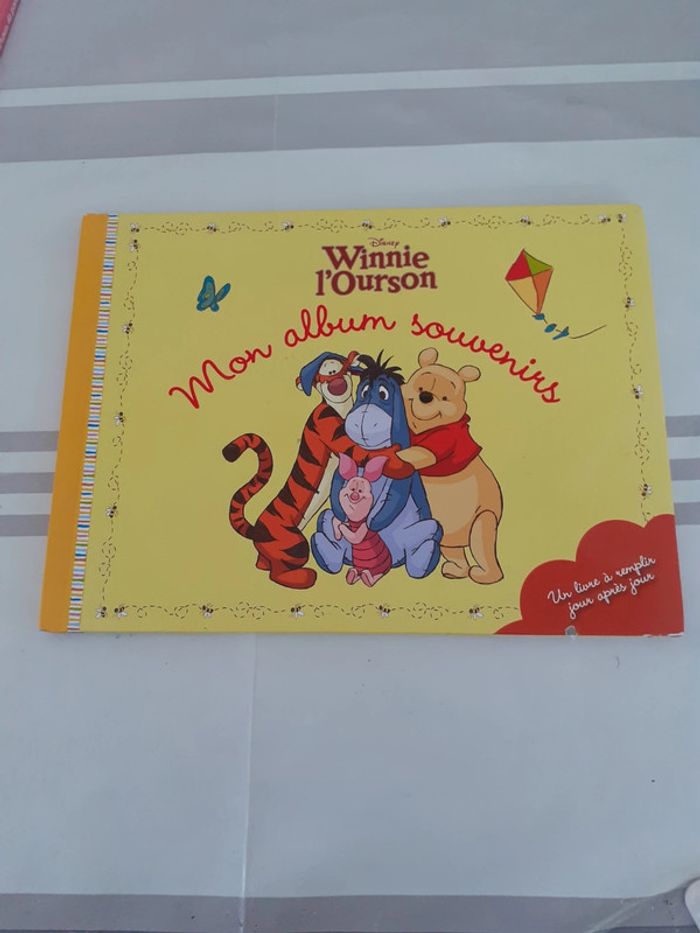 Disney
Winnie
l'Ourson
Mon album souvenirs
Un livre à remplir
jour après jour